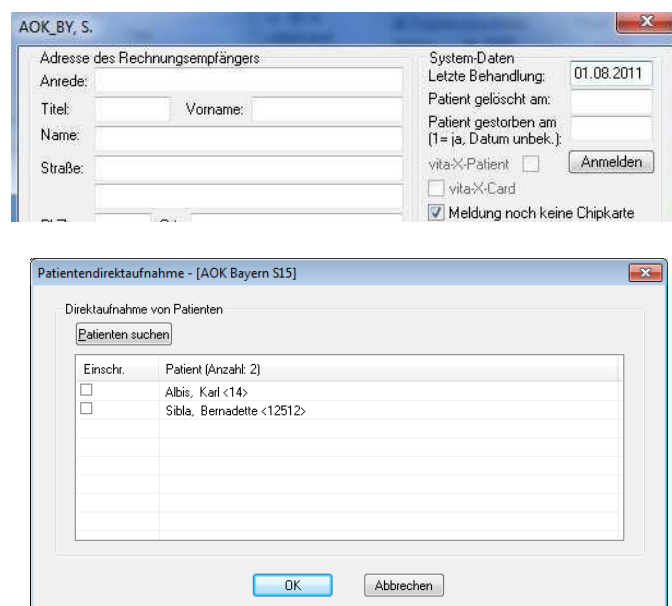 AOK_BY, S.
Adresse des Rechnungsempfängers
Anrede:
Titel: Vorname:
Name:
Straße:
System-Daten
Letzte Behandlung: 01.08.2011
Patient gelöscht am:
Patient gestorben am
(1= ja, Datum unbek.):
vita-X-Patient Anmelden
vita-X-Card
Meldung noch keine Chipkarte
Patientendirektaufnahme - [AOK Bayern S15]
Direktaufnahme von Patienten
Patienten suchen
Einschr. Patient (Anzahl: 2)
Albis, Karl <14>
Sibla, Bernadette <12512>
OK Abbrechen